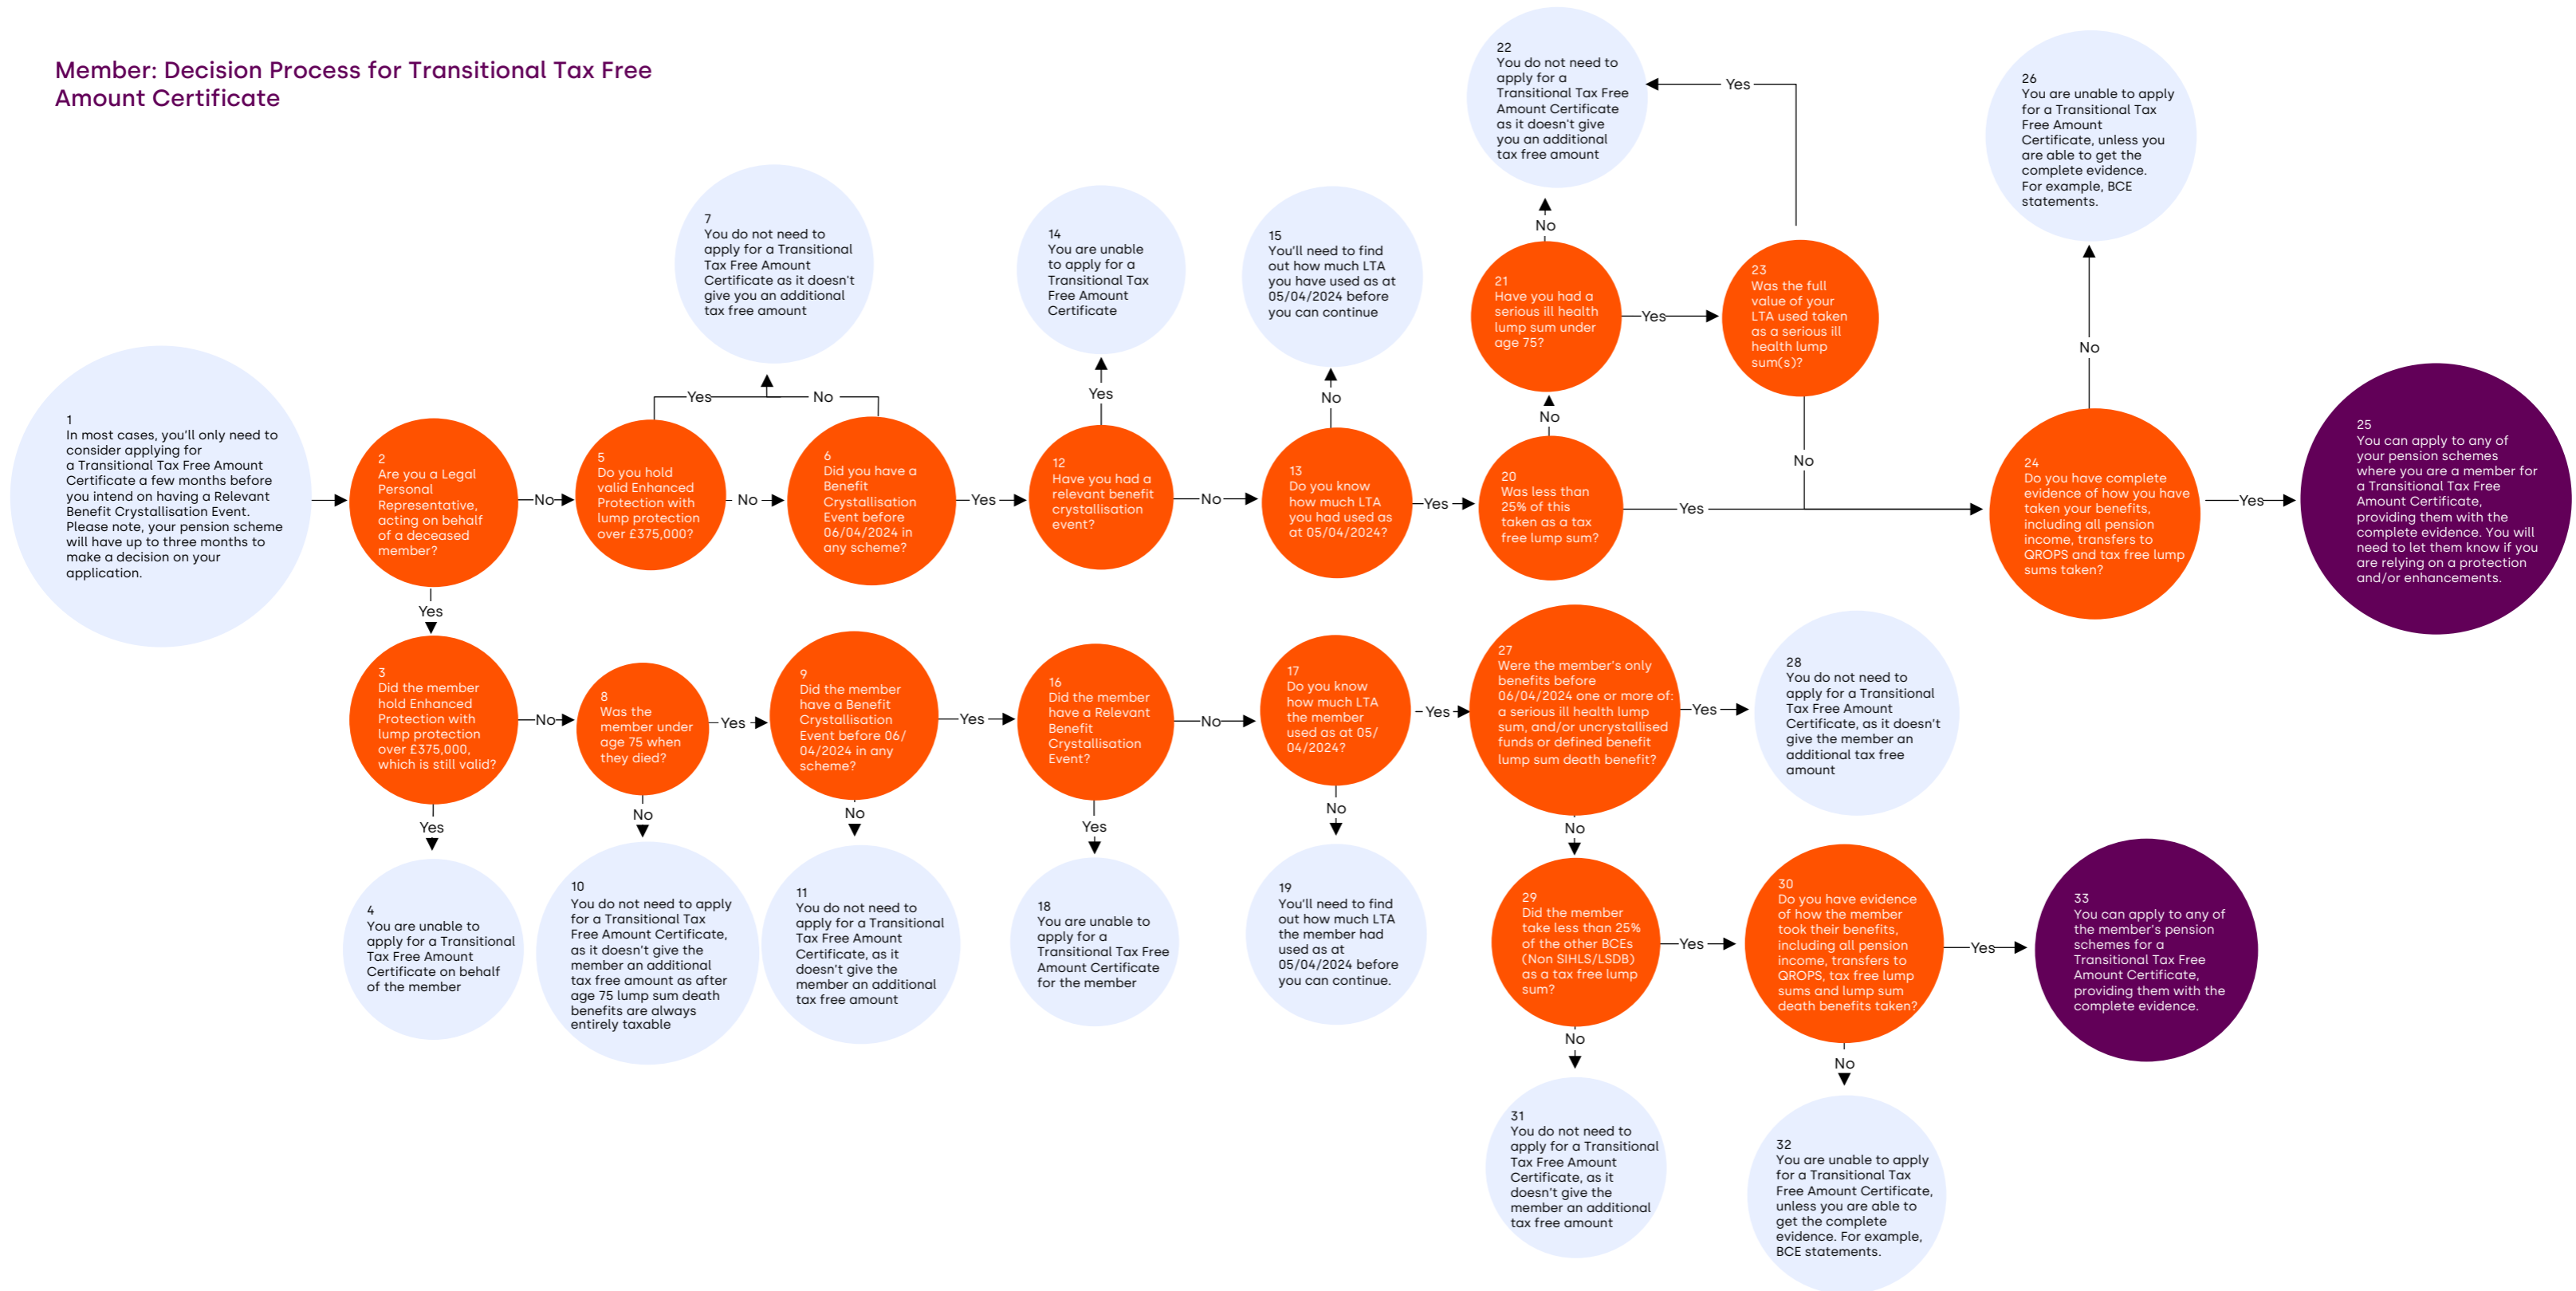 Member: Decision Process for Transitional Tax Free
Amount Certificate
1
In most cases, you'll only need to
consider applying for
a Transitional Tax Free Amount
Certificate a few months before
you intend on having a Relevant
Benefit Crystallisation Event.
Please note, your pension scheme
will have up to three months to
make a decision on your
application.
2
Are you a Legal
Personal
Representative,
acting on behalf
of a deceased
member?
No
Yes
5
Do you hold
valid Enhanced
Protection with
lump protection
over £375,000?
Yes
No
6
Did you have a
Benefit
Crystallisation
Event before
06/04/2024 in
any scheme?
No
Yes
7
You do not need to
apply for a Transitional
Tax Free Amount
Certificate as it doesn't
give you an additional
tax free amount
12
Have you had a
relevant benefit
crystallisation
event?
Yes
No
14
You are unable
to apply for a
Transitional Tax
Free Amount
Certificate
13
Do you know
how much LTA
you had used as
at 05/04/2024?
No
Yes
15
You'll need to find
out how much LTA
you have used as at
05/04/2024 before
you can continue
20
Was less than
25% of this
taken as a tax
free lump sum?
No
Yes
21
Have you had a
serious ill health
lump sum under
age 75?
No
Yes
22
You do not need to
apply for a
Transitional Tax Free
Amount Certificate
as it doesn't give
you an additional
tax free amount
23
Was the full
value of your
LTA used taken
as a serious ill
health lump
sum(s)?
Yes
No
24
Do you have complete
evidence of how you have
taken your benefits,
including all pension
income, transfers to
QROPS and tax free lump
sums taken?
No
Yes
26
You are unable to apply
for a Transitional Tax
Free Amount
Certificate, unless you
are able to get the
complete evidence.
For example, BCE
statements.
25
You can apply to any of
your pension schemes
where you are a member for
a Transitional Tax Free
Amount Certificate,
providing them with the
complete evidence. You will
need to let them know if you
are relying on a protection
and/or enhancements.
3
Did the member
hold Enhanced
Protection with
lump protection
over £375,000,
which is still valid?
No
Yes
4
You are unable to
apply for a Transitional
Tax Free Amount
Certificate on behalf
of the member
8
Was the
member under
age 75 when
they died?
Yes
No
10
You do not need to apply
for a Transitional Tax
Free Amount Certificate,
as it doesn't give the
member an additional
tax free amount as after
age 75 lump sum death
benefits are always
entirely taxable
9
Did the member
have a Benefit
Crystallisation
Event before 06/
04/2024 in any
scheme?
Yes
No
11
You do not need to
apply for a Transitional
Tax Free Amount
Certificate, as it
doesn't give the
member an additional
tax free amount
16
Did the member
have a Relevant
Benefit
Crystallisation
Event?
No
Yes
18
You are unable to
apply for a
Transitional Tax Free
Amount Certificate
for the member
17
Do you know
how much LTA
the member
used as at 05/
04/2024?
Yes
No
19
You'll need to find
out how much LTA
the member had
used as at
05/04/2024 before
you can continue.
27
Were the member's only
benefits before
06/04/2024 one or more of:
a serious ill health lump
sum, and/or uncrystallised
funds or defined benefit
lump sum death benefit?
Yes
No
28
You do not need to
apply for a Transitional
Tax Free Amount
Certificate, as it doesn't
give the member an
additional tax free
amount
29
Did the member
take less than 25%
of the other BCEs
(Non SIHLS/LSDB)
as a tax free lump
sum?
Yes
No
31
You do not need to
apply for a Transitional
Tax Free Amount
Certificate, as it
doesn't give the
member an additional
tax free amount
30
Do you have evidence
of how the member
took their benefits,
including all pension
income, transfers to
QROPS, tax free lump
sums and lump sum
death benefits taken?
Yes
No
33
You can apply to any of
the member's pension
schemes for a
Transitional Tax Free
Amount Certificate,
providing them with the
complete evidence.
32
You are unable to apply
for a Transitional Tax
Free Amount Certificate,
unless you are able to
get the complete
evidence. For example,
BCE statements.